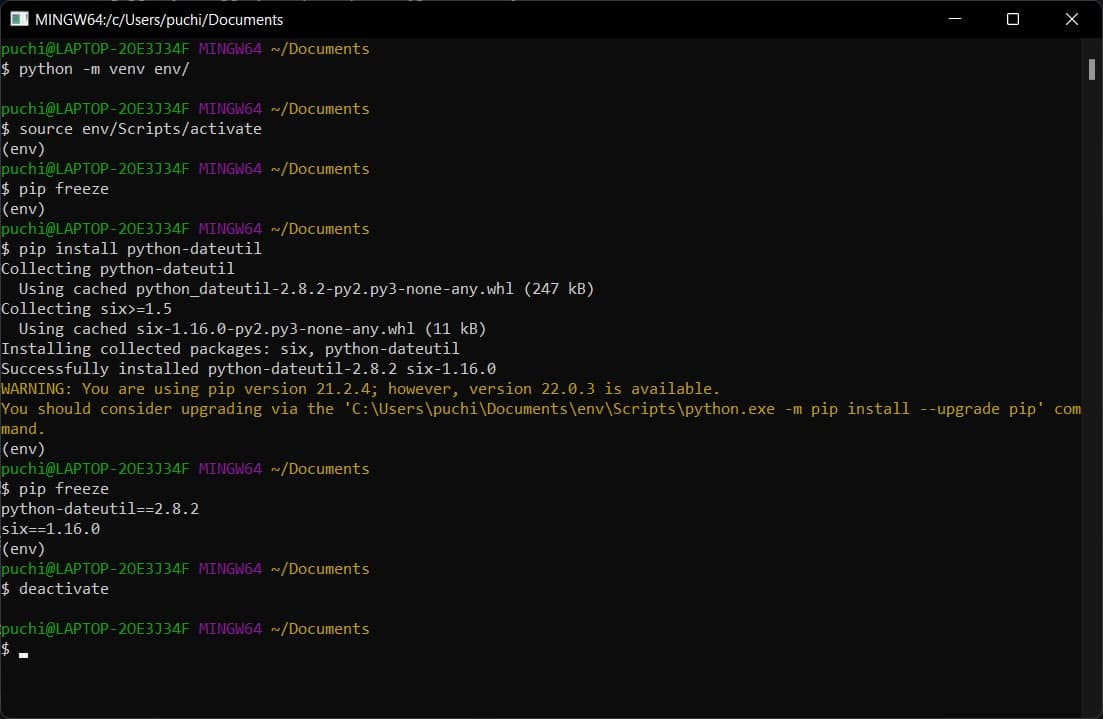 MINGW64:/c/Users/puchi/Documents
puchi@LAPTOP-2OE3J34F MINGW64 ~/Documents
$ python -m venv env/
puchi@LAPTOP-2OE3J34F MINGW64 ~/Documents
$ source env/Scripts/activate
(env)
puchi@LAPTOP-2OE3J34F MINGW64 ~/Documents
$ pip freeze
(env)
puchi@LAPTOP-2OE3J34F MINGW64 ~/Documents
$ pip install python-dateutil
Collecting python-dateutil
  Using cached python_dateutil-2.8.2-py2.py3-none-any.whl (247 kB)
Collecting six>=1.5
  Using cached six-1.16.0-py2.py3-none-any.whl (11 kB)
Installing collected packages: six, python-dateutil
Successfully installed python-dateutil-2.8.2 six-1.16.0
WARNING: You are using pip version 21.2.4; however, version 22.0.3 is available.
You should consider upgrading via the 'C:\Users\puchi\Documents\env\Scripts\python.exe -m pip install --upgrade pip' com
mand.
(env)
puchi@LAPTOP-2OE3J34F MINGW64 ~/Documents
$ pip freeze
python-dateutil==2.8.2
six==1.16.0
(env)
puchi@LAPTOP-2OE3J34F MINGW64 ~/Documents
$ deactivate
puchi@LAPTOP-2OE3J34F MINGW64 ~/Documents
$